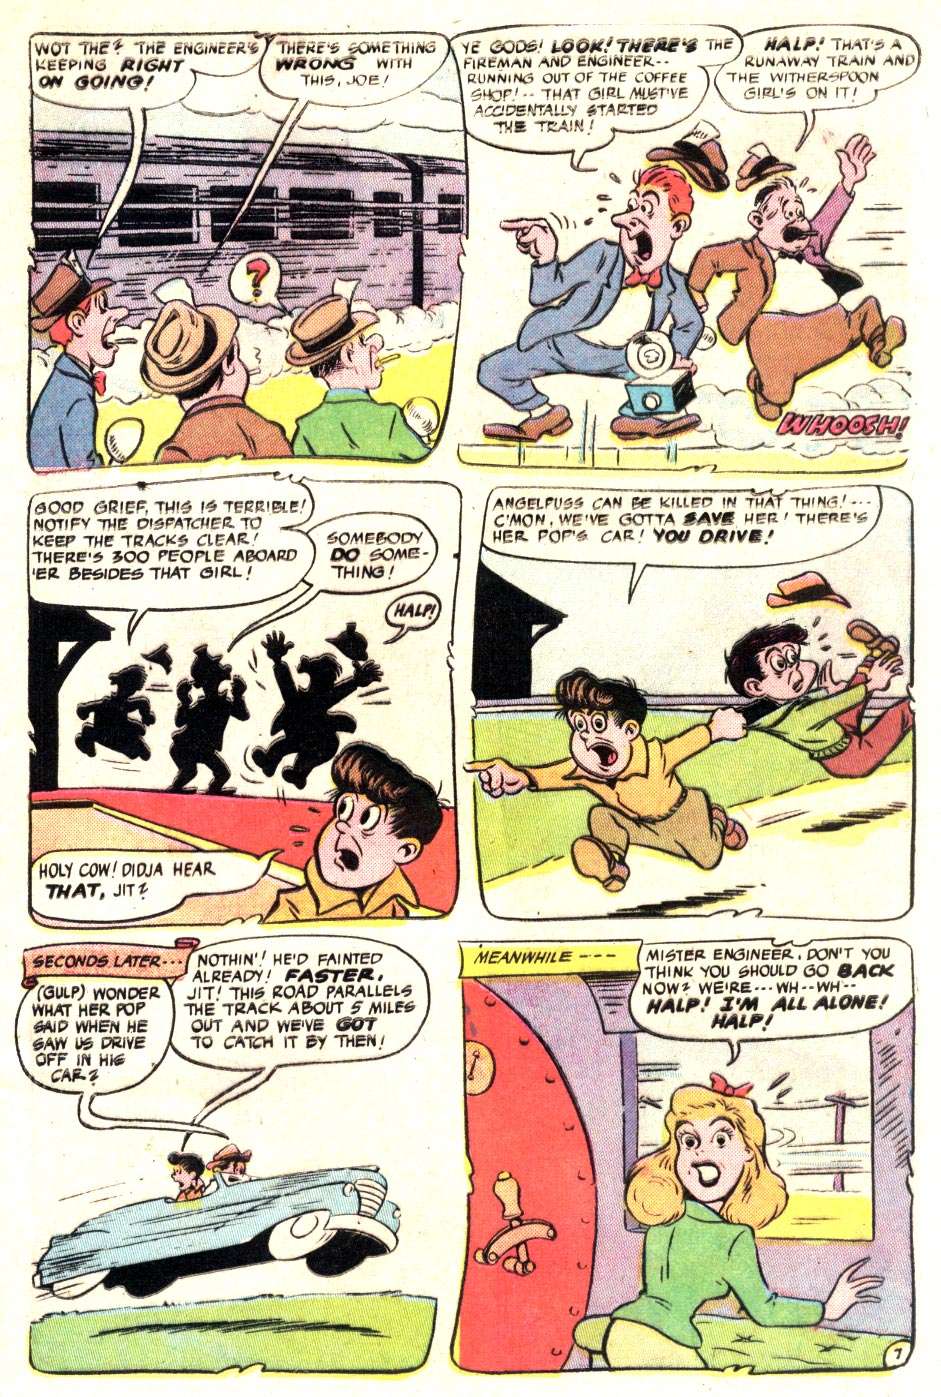 WOT THE? THE ENGINEER'S
KEEPING RIGHT
ON GOING!
THERE'S SOMETHING
WRONG WITH
THIS, JOE!
?
YE GODS! LOOK! THERE'S THE
FIREMAN AND ENGINEER--
RUNNING OUT OF THE COFFEE
SHOP!-- THAT GIRL MUST'VE
ACCIDENTALLY STARTED
THE TRAIN!
HALP! THAT'S A
RUNAWAY TRAIN AND
THE WITHERSPOON
GIRL'S ON IT!
WHOOSH!
GOOD GRIEF, THIS IS TERRIBLE!
NOTIFY THE DISPATCHER TO
KEEP THE TRACKS CLEAR!
THERE'S 300 PEOPLE ABOARD
'ER BESIDES THAT GIRL!
SOMEBODY
DO SOME-
THING!
HALP!
HOLY COW! DIDJA HEAR
THAT, JIT?
ANGELPUSS CAN BE KILLED IN THAT THING!---
C'MON, WE'VE GOTTA SAVE HER! THERE'S
HER POP'S CAR! YOU DRIVE!
SECONDS LATER---
(GULP) WONDER
WHAT HER POP
SAID WHEN HE
SAW US DRIVE
OFF IN HIS
CAR?
NOTHIN'! HE'D FAINTED
ALREADY! FASTER,
JIT! THIS ROAD PARALLELS
THE TRACK ABOUT 5 MILES
OUT AND WE'VE GOT
TO CATCH IT BY THEN!
MEANWHILE ----
MISTER ENGINEER, DON'T YOU
THINK YOU SHOULD GO BACK
NOW? WE'RE---WH--WH--
HALP! I'M ALL ALONE!
HALP!
7